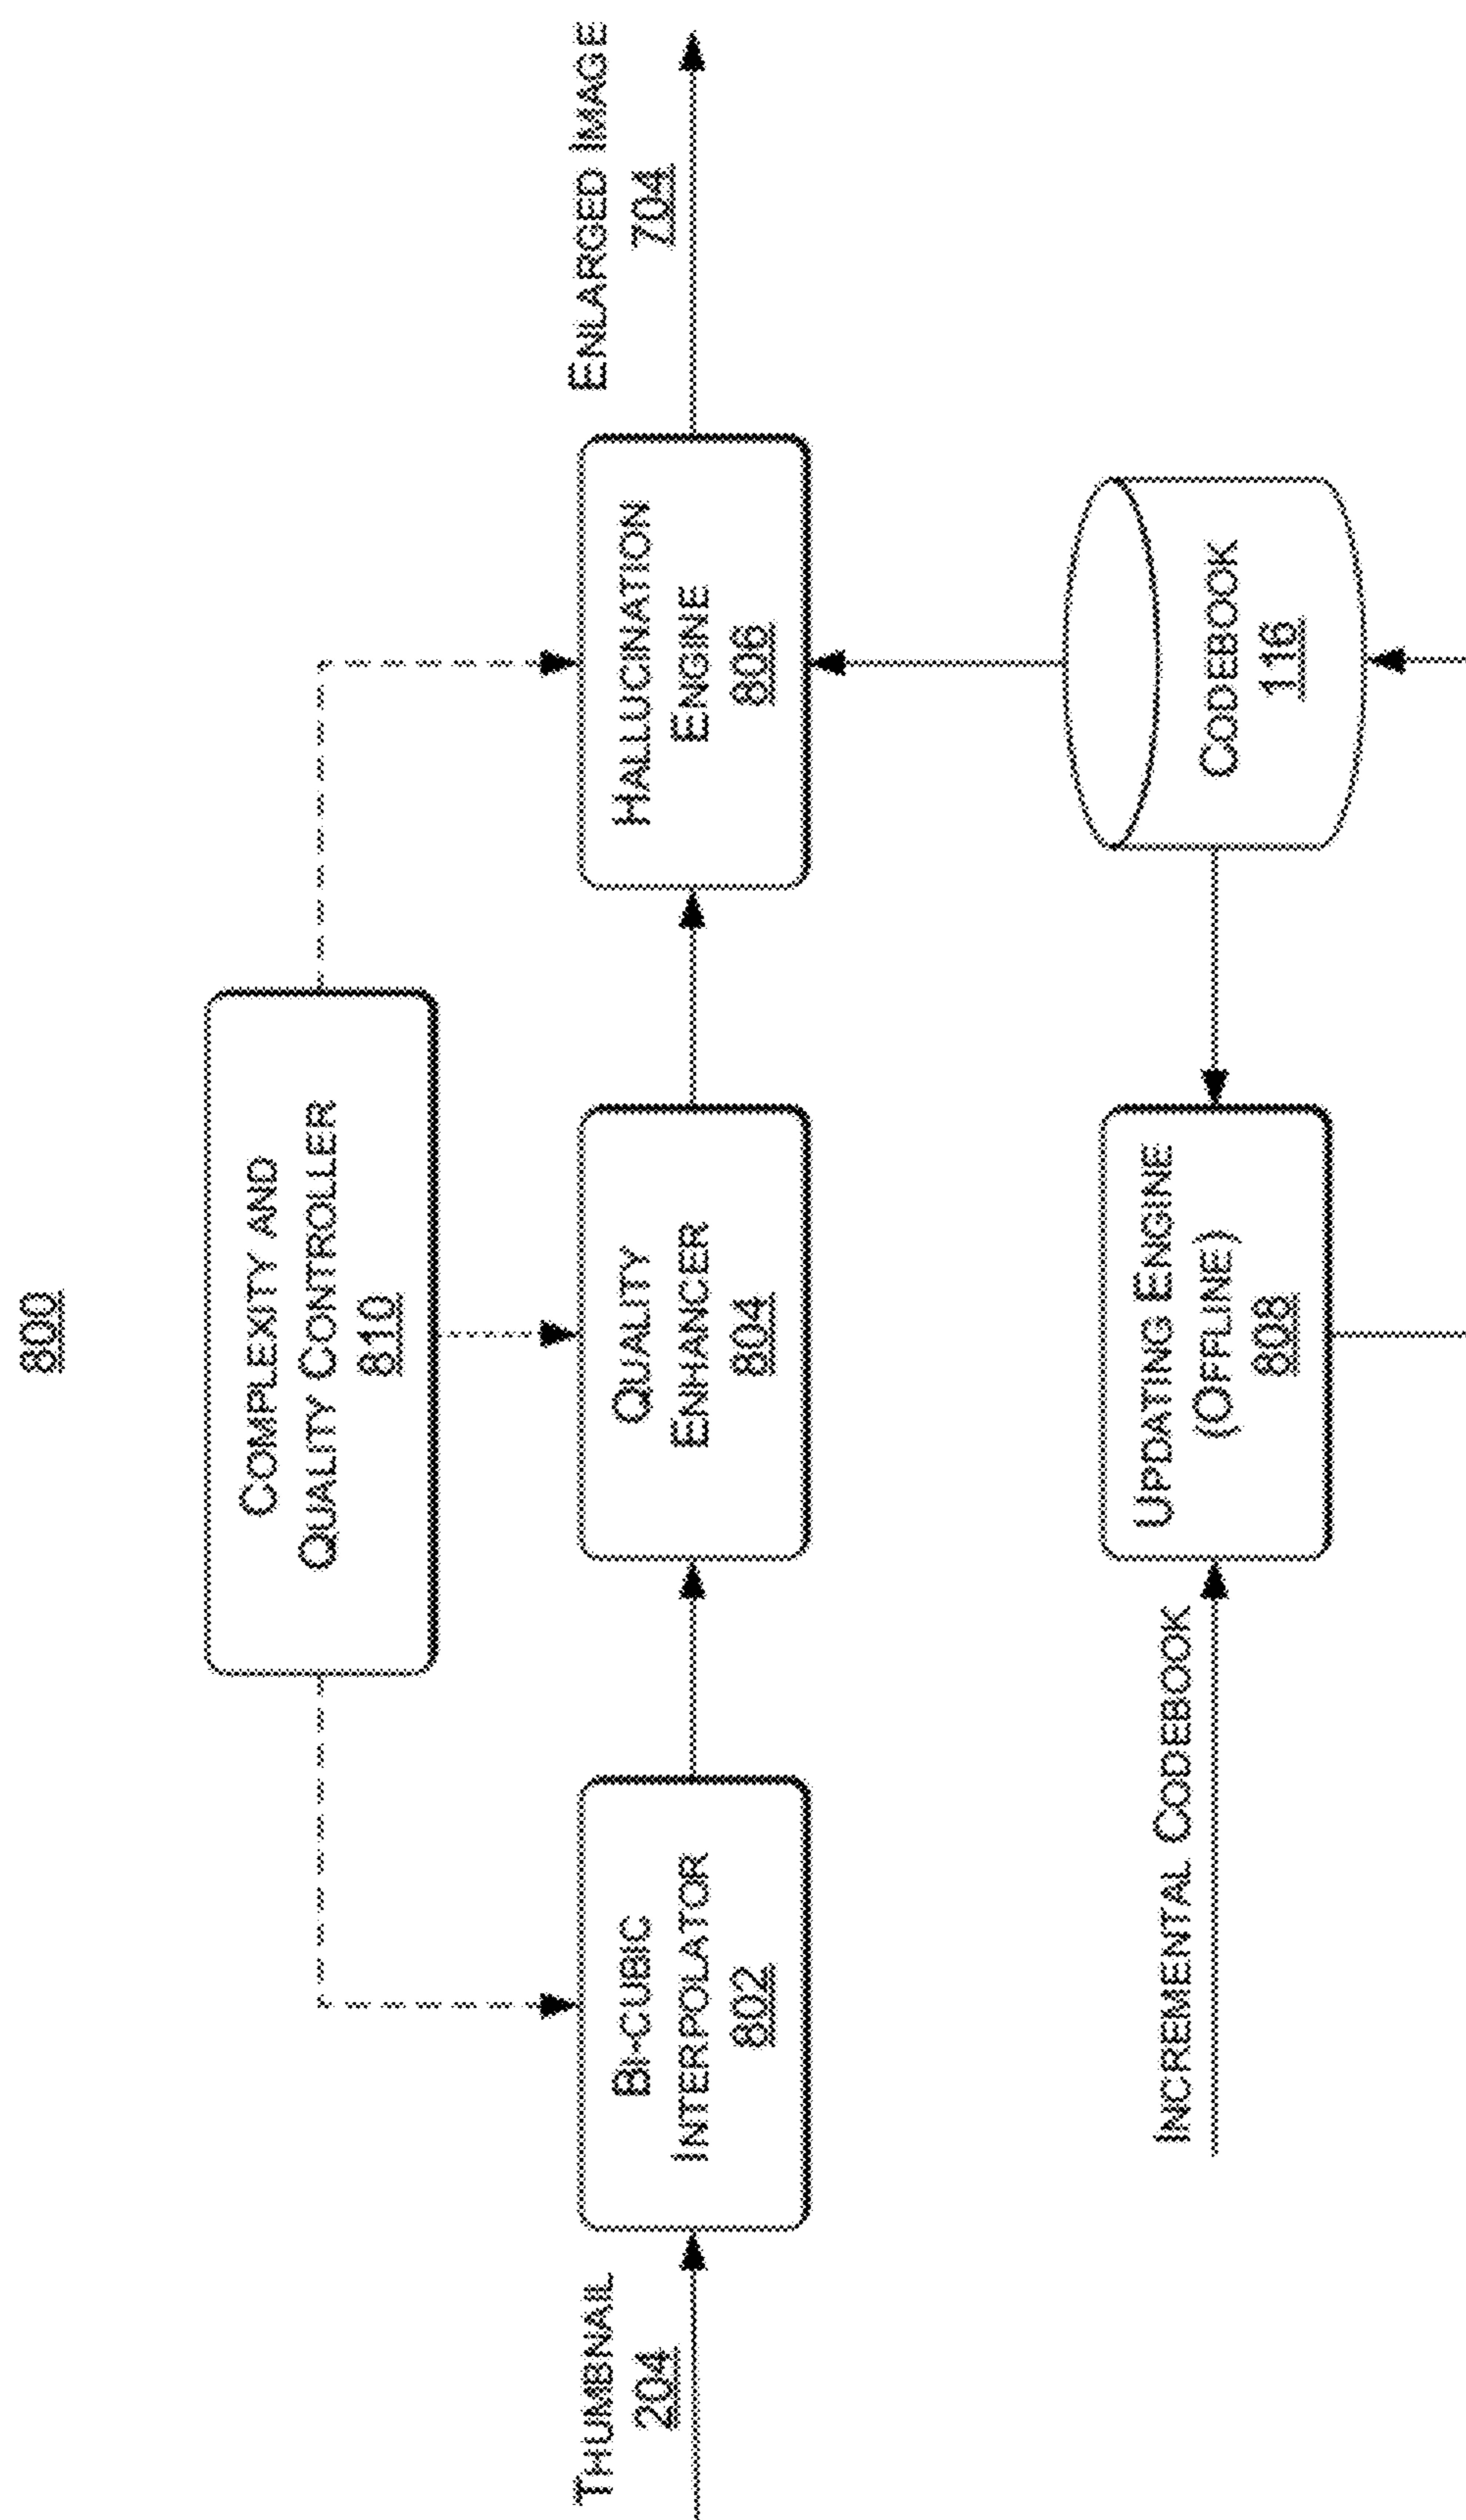 800
COMPLEXITY AND
QUALITY CONTROLLER
810
THUMBNAIL
204
BI-CUBIC
INTERPOLATOR
802
QUALITY
ENHANCER
804
HALLUCINATION
ENGINE
806
ENLARGED IMAGE
704
INCREMENTAL CODEBOOK
UPDATING ENGINE
(OFFLINE)
808
CODEBOOK
116